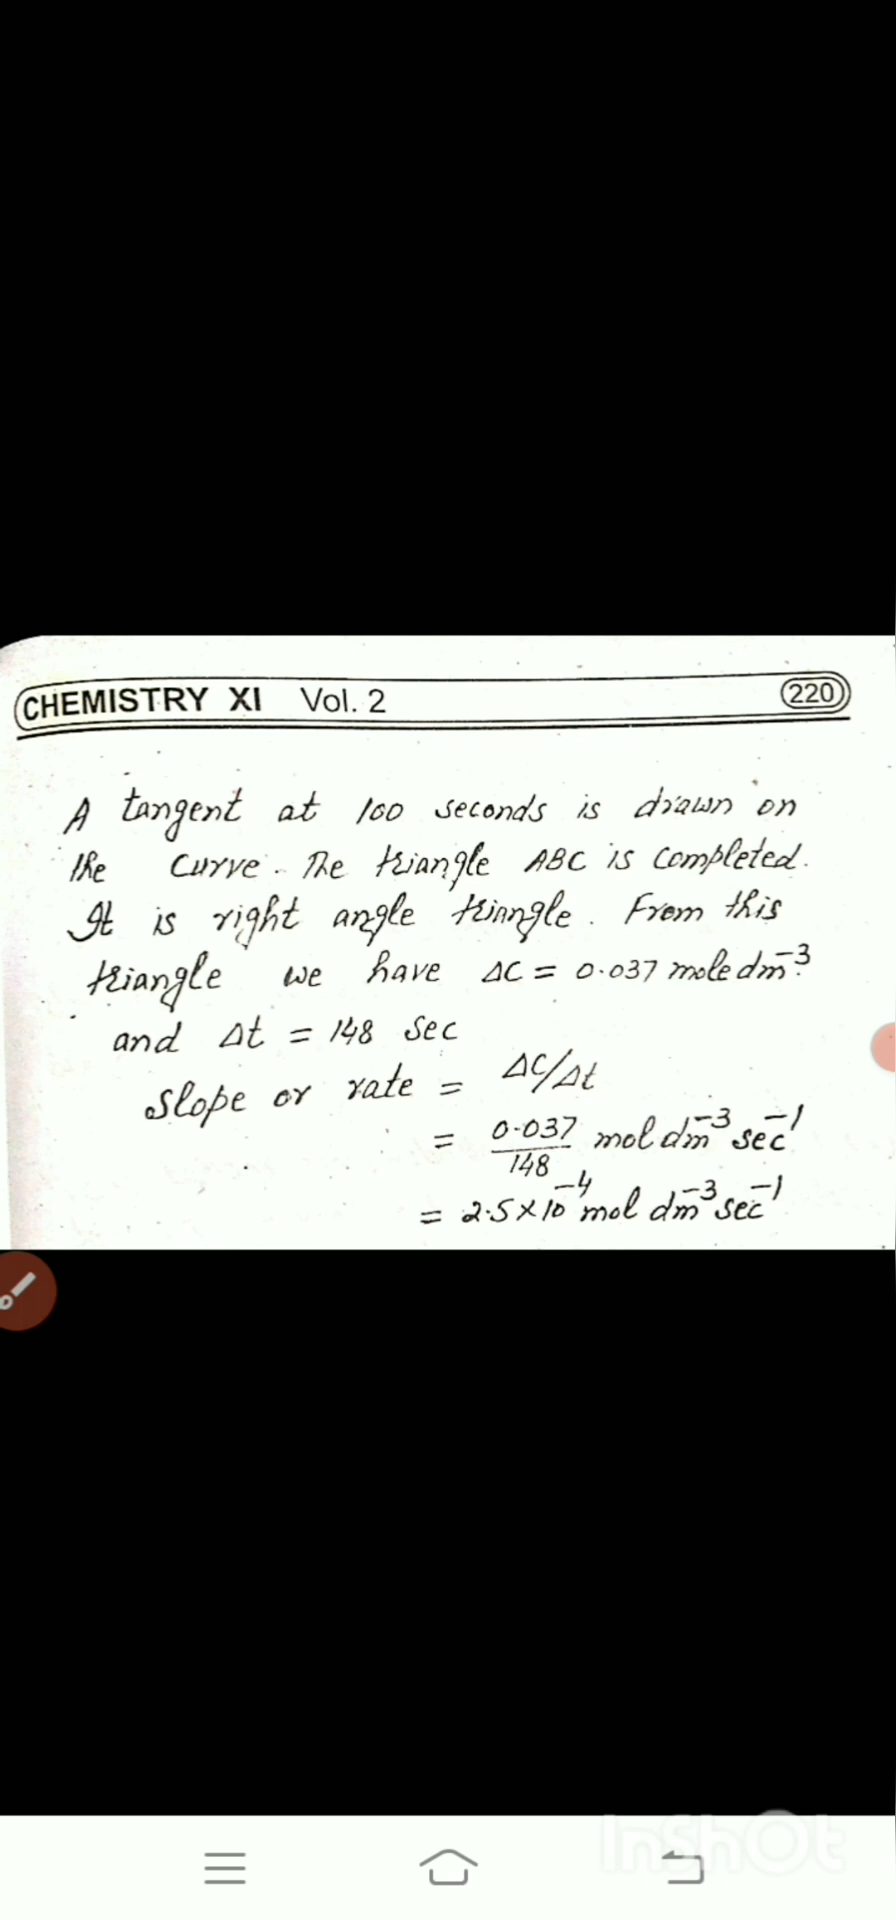 CHEMISTRY XI Vol. 2 220
A tangent at 100 seconds is drawn on
the Curve. The triangle ABC is completed.
It is right angle triangle. From this
triangle we have ΔC = 0.037 mole dm⁻³.
and Δt = 148 sec
Slope or rate = ΔC/Δt
= 0.037/148 mol dm⁻³ sec⁻¹
= 2.5 × 10⁻⁴ mol dm⁻³ sec⁻¹
InShOt